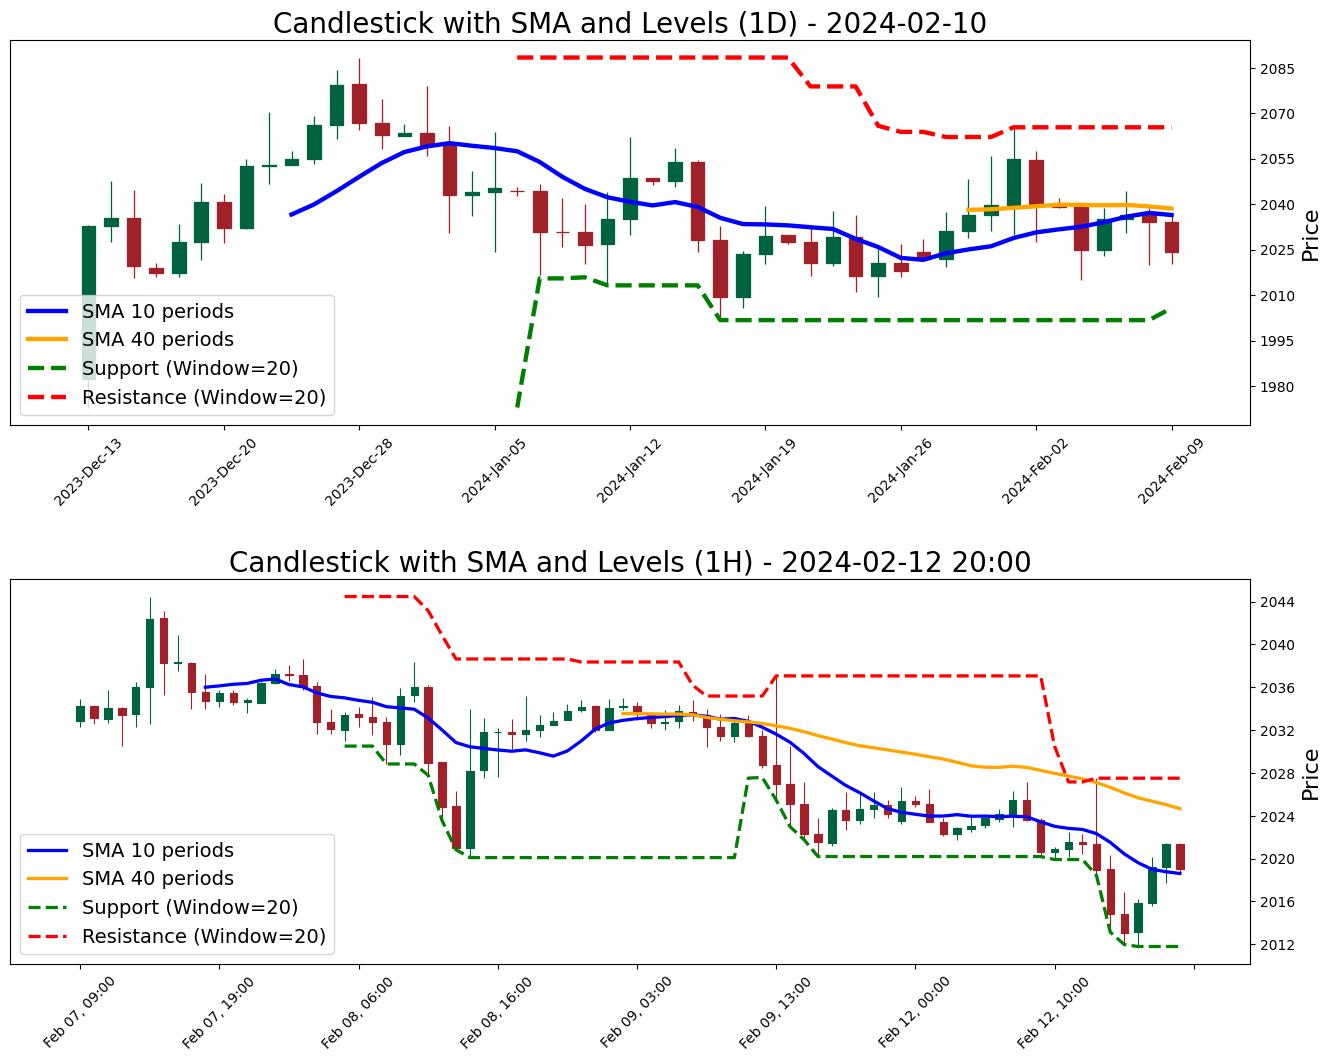 Candlestick with SMA and Levels (1D) - 2024-02-10
2085
2070
2055
2040
2025
2010
1995
1980
Price
SMA 10 periods
SMA 40 periods
Support (Window=20)
Resistance (Window=20)
2023-Dec-13
2023-Dec-20
2023-Dec-28
2024-Jan-05
2024-Jan-12
2024-Jan-19
2024-Jan-26
2024-Feb-02
2024-Feb-09
Candlestick with SMA and Levels (1H) - 2024-02-12 20:00
2044
2040
2036
2032
2028
2024
2020
2016
2012
Price
SMA 10 periods
SMA 40 periods
Support (Window=20)
Resistance (Window=20)
Feb 07, 09:00
Feb 07, 19:00
Feb 08, 06:00
Feb 08, 16:00
Feb 09, 03:00
Feb 09, 13:00
Feb 12, 00:00
Feb 12, 10:00